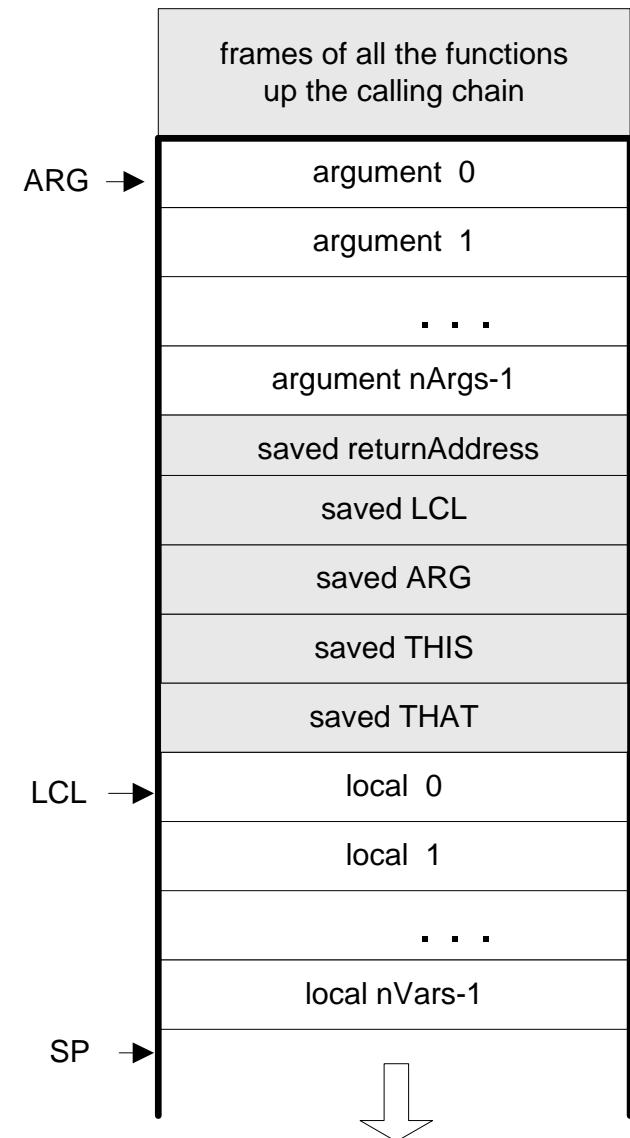 frames of all the functions
up the calling chain
ARG
argument 0
argument 1
. . .
argument nArgs-1
saved returnAddress
saved LCL
saved ARG
saved THIS
saved THAT
LCL
local 0
local 1
. . .
local nVars-1
SP